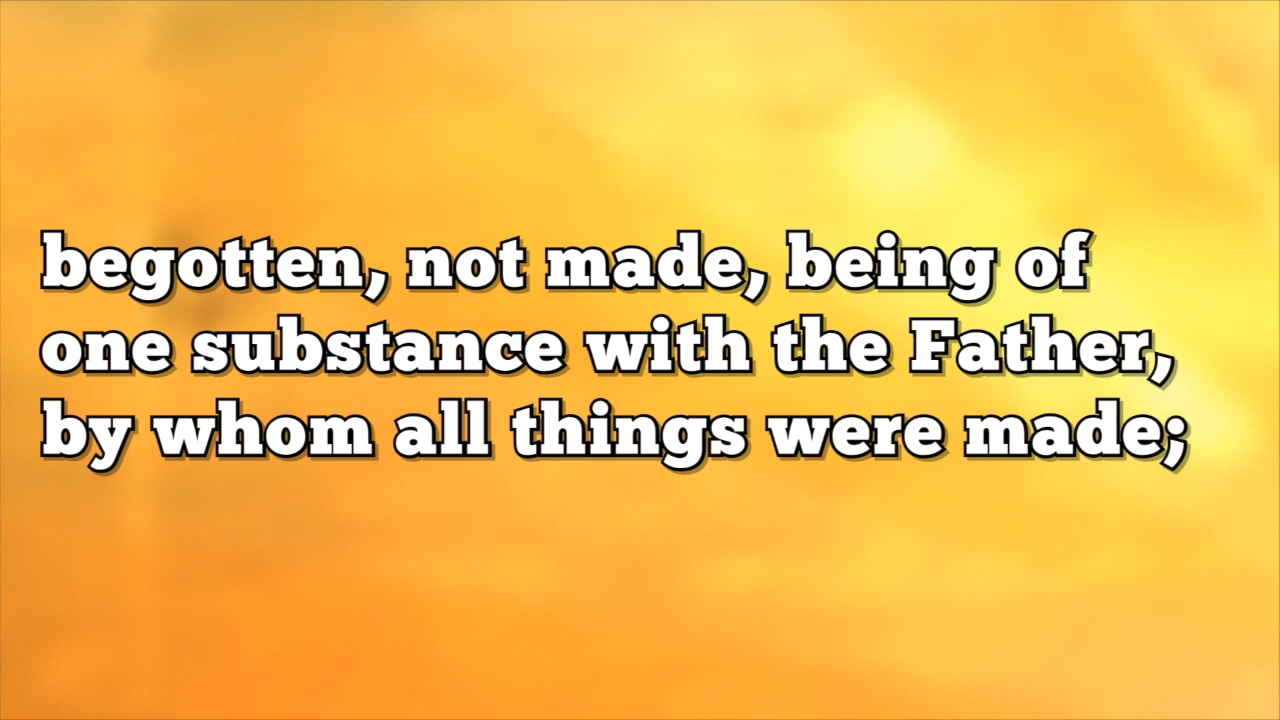 begotten, not made, being of
one substance with the Father,
by whom all things were made;